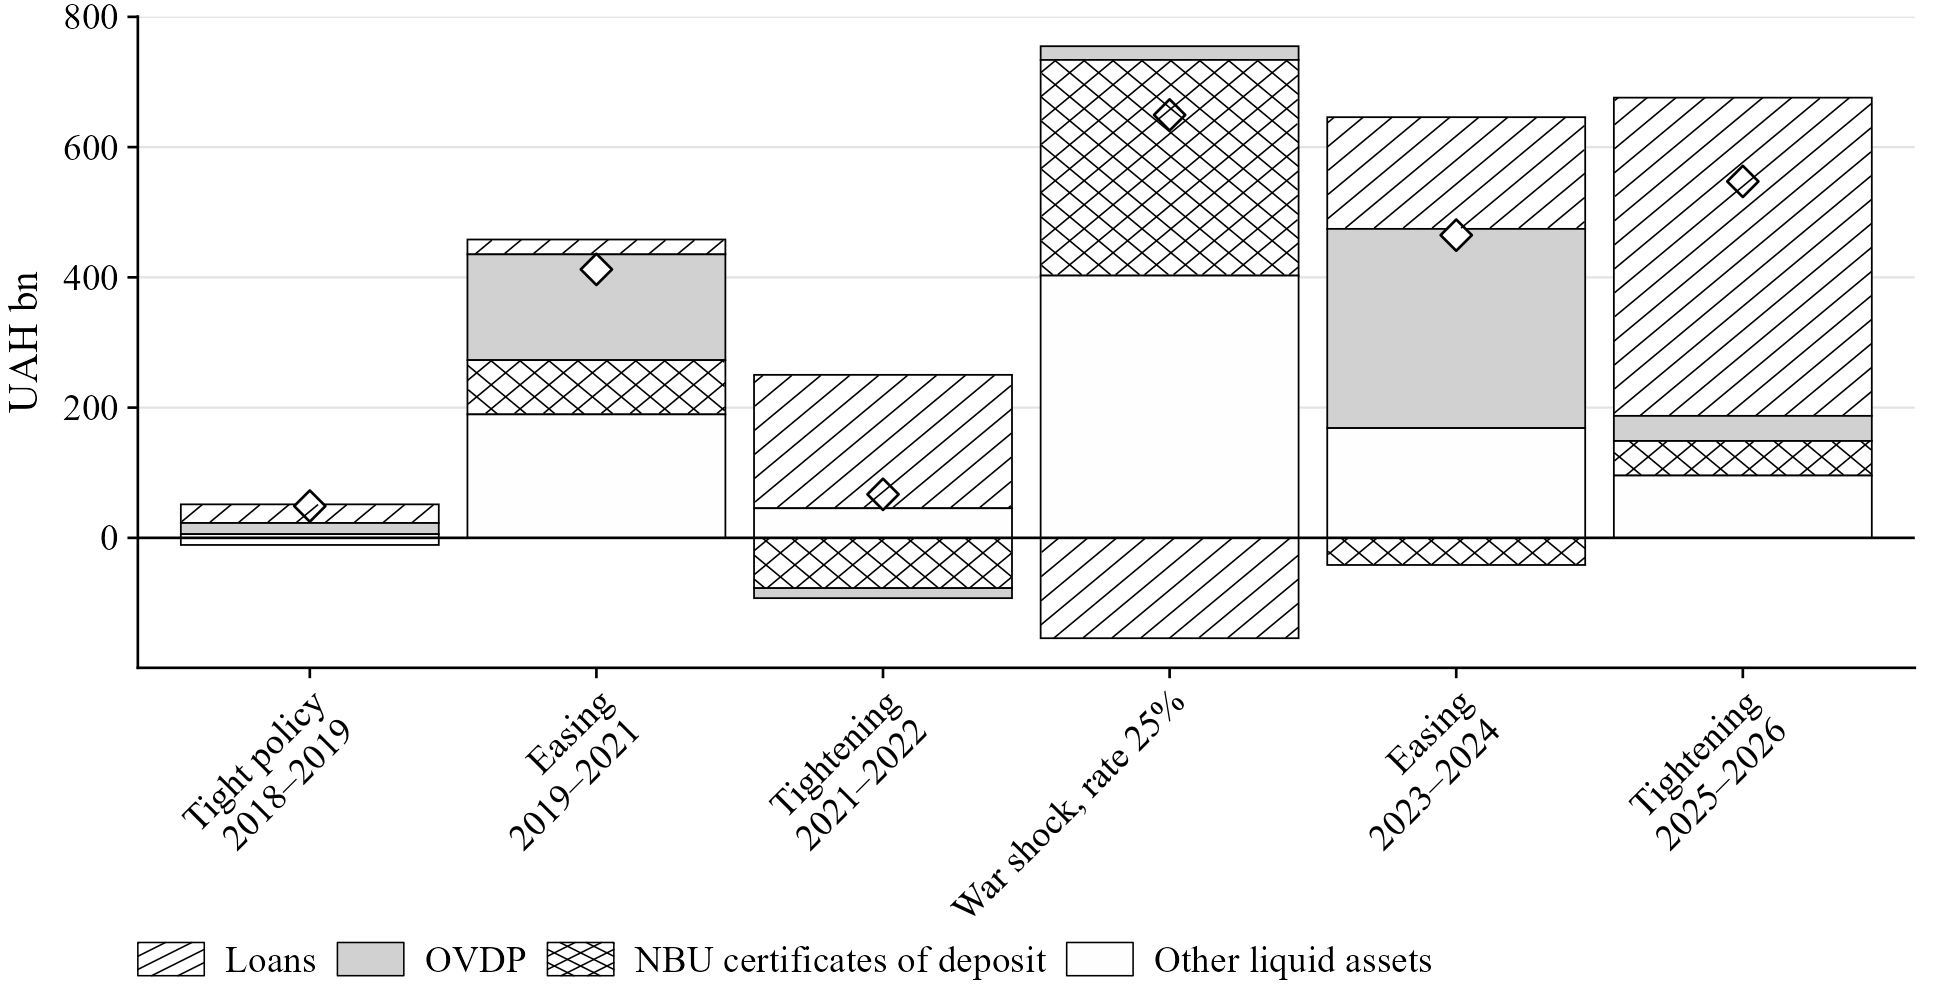 800
600
400
200
0
UAH bn
Tight policy
2018–2019
Easing
2019–2021
Tightening
2021–2022
War shock, rate 25%
Easing
2023–2024
Tightening
2025–2026
Loans
OVDP
NBU certificates of deposit
Other liquid assets